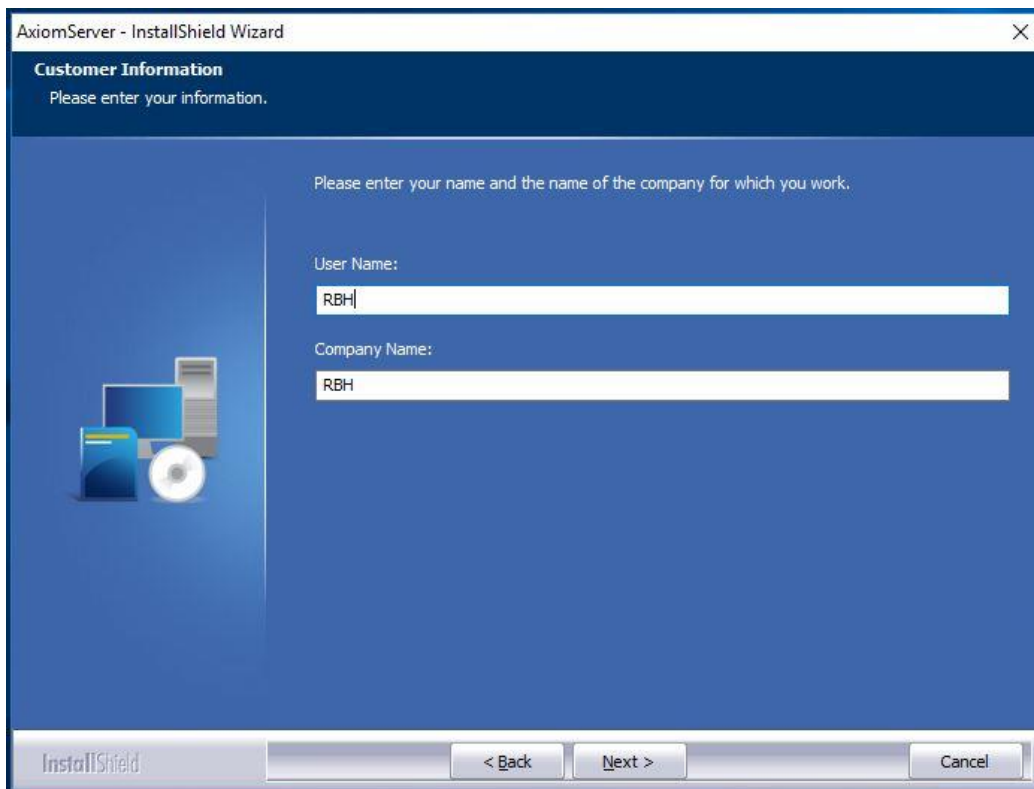 AxiomServer - InstallShield Wizard
Customer Information
Please enter your information.
Please enter your name and the name of the company for which you work.
User Name:
RBH
Company Name:
RBH
InstallShield
< Back
Next >
Cancel